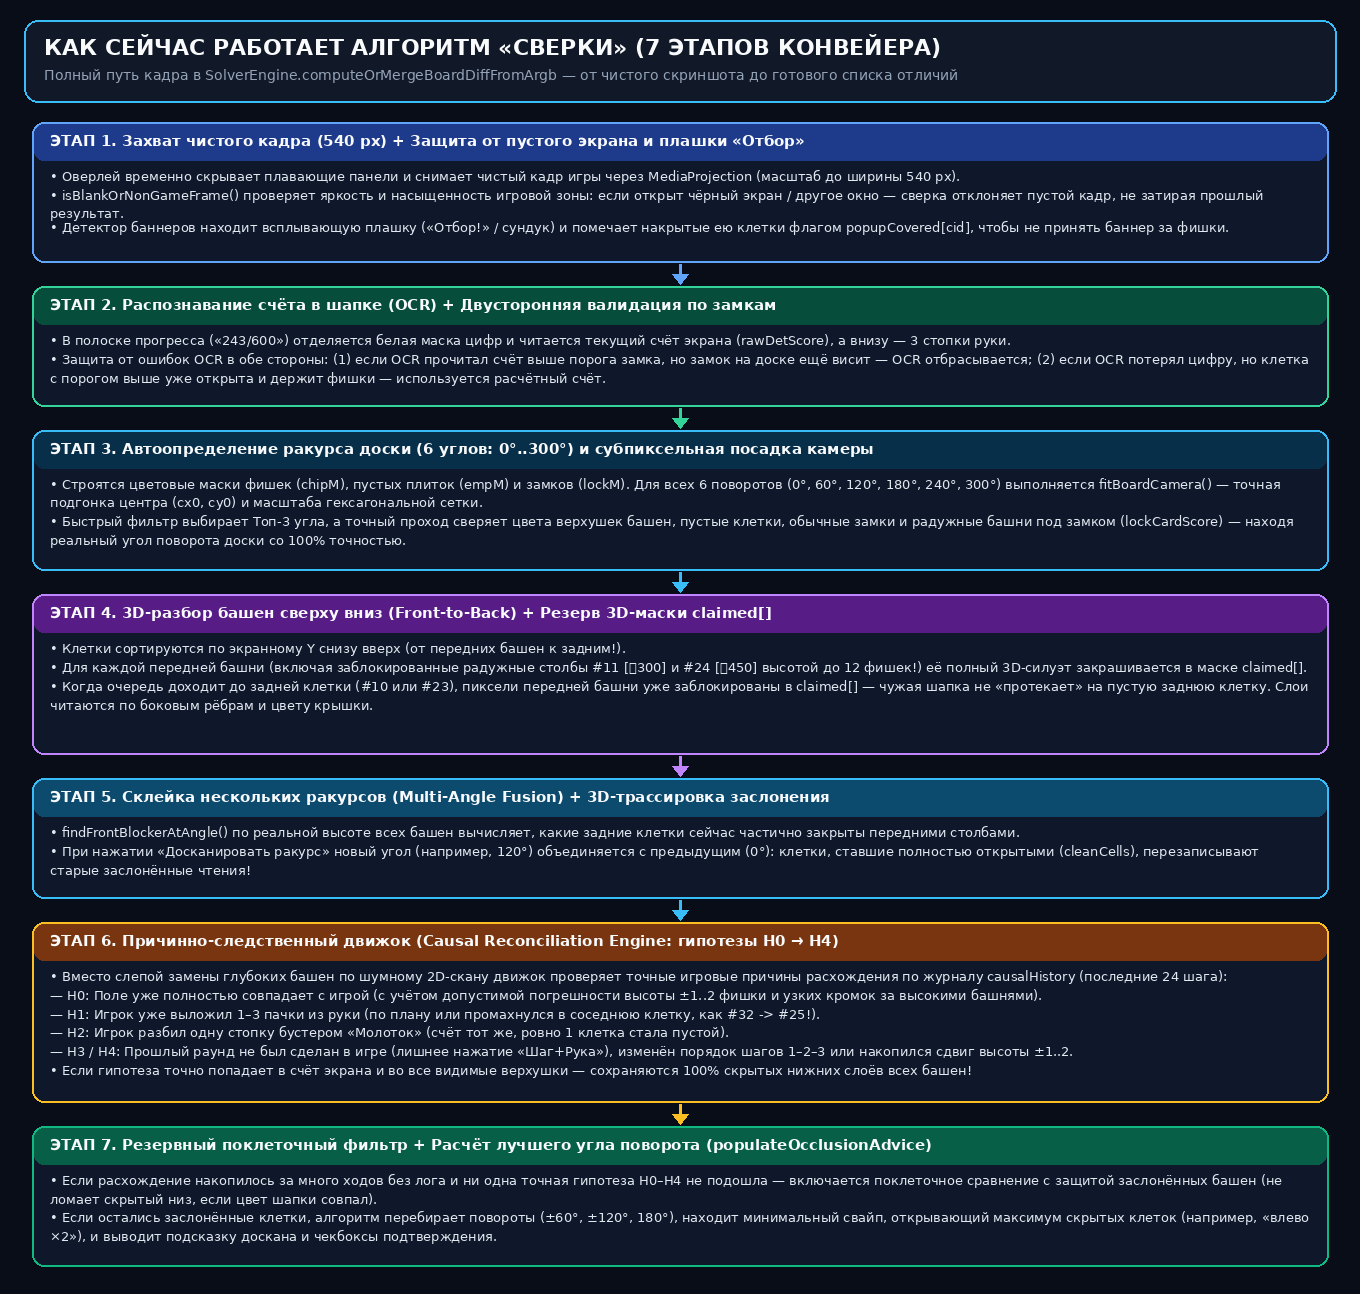 КАК СЕЙЧАС РАБОТАЕТ АЛГОРИТМ «СВЕРКИ» (7 ЭТАПОВ КОНВЕЙЕРА)
Полный путь кадра в SolverEngine.computeOrMergeBoardDiffFromArgb — от чистого скриншота до готового списка отличий
ЭТАП 1. Захват чистого кадра (540 px) + Защита от пустого экрана и плашки «Отбор»
• Оверлей временно скрывает плавающие панели и снимает чистый кадр игры через MediaProjection (масштаб до ширины 540 px).
• isBlankOrNonGameFrame() проверяет яркость и насыщенность игровой зоны: если открыт чёрный экран / другое окно — сверка отклоняет пустой кадр, не затирая прошлый
результат.
• Детектор баннеров находит всплывающую плашку («Отбор!» / сундук) и помечает накрытые ею клетки флагом popupCovered[cid], чтобы не принять баннер за фишки.
ЭТАП 2. Распознавание счёта в шапке (OCR) + Двусторонняя валидация по замкам
• В полоске прогресса («243/600») отделяется белая маска цифр и читается текущий счёт экрана (rawDetScore), а внизу — 3 стопки руки.
• Защита от ошибок OCR в обе стороны: (1) если OCR прочитал счёт выше порога замка, но замок на доске ещё висит — OCR отбрасывается; (2) если OCR потерял цифру, но клетка
с порогом выше уже открыта и держит фишки — используется расчётный счёт.
ЭТАП 3. Автоопределение ракурса доски (6 углов: 0°..300°) и субпиксельная посадка камеры
• Строятся цветовые маски фишек (chipM), пустых плиток (empM) и замков (lockM). Для всех 6 поворотов (0°, 60°, 120°, 180°, 240°, 300°) выполняется fitBoardCamera() — точная
подгонка центра (cx0, cy0) и масштаба гексагональной сетки.
• Быстрый фильтр выбирает Топ-3 угла, а точный проход сверяет цвета верхушек башен, пустые клетки, обычные замки и радужные башни под замком (lockCardScore) — находя
реальный угол поворота доски со 100% точностью.
ЭТАП 4. 3D-разбор башен сверху вниз (Front-to-Back) + Резерв 3D-маски claimed[]
• Клетки сортируются по экранному Y снизу вверх (от передних башен к задним!).
• Для каждой передней башни (включая заблокированные радужные столбы #11 [▯300] и #24 [▯450] высотой до 12 фишек!) её полный 3D-силуэт закрашивается в маске claimed[].
• Когда очередь доходит до задней клетки (#10 или #23), пиксели передней башни уже заблокированы в claimed[] — чужая шапка не «протекает» на пустую заднюю клетку. Слои
читаются по боковым рёбрам и цвету крышки.
ЭТАП 5. Склейка нескольких ракурсов (Multi-Angle Fusion) + 3D-трассировка заслонения
• findFrontBlockerAtAngle() по реальной высоте всех башен вычисляет, какие задние клетки сейчас частично закрыты передними столбами.
• При нажатии «Досканировать ракурс» новый угол (например, 120°) объединяется с предыдущим (0°): клетки, ставшие полностью открытыми (cleanCells), перезаписывают
старые заслонённые чтения!
ЭТАП 6. Причинно-следственный движок (Causal Reconciliation Engine: гипотезы H0 → H4)
• Вместо слепой замены глубоких башен по шумному 2D-скану движок проверяет точные игровые причины расхождения по журналу causalHistory (последние 24 шага):
— H0: Поле уже полностью совпадает с игрой (с учётом допустимой погрешности высоты ±1..2 фишки и узких кромок за высокими башнями).
— H1: Игрок уже выложил 1–3 пачки из руки (по плану или промахнулся в соседнюю клетку, как #32 -> #25!).
— H2: Игрок разбил одну стопку бустером «Молоток» (счёт тот же, ровно 1 клетка стала пустой).
— H3 / H4: Прошлый раунд не был сделан в игре (лишнее нажатие «Шаг+Рука»), изменён порядок шагов 1–2–3 или накопился сдвиг высоты ±1..2.
• Если гипотеза точно попадает в счёт экрана и во все видимые верхушки — сохраняются 100% скрытых нижних слоёв всех башен!
ЭТАП 7. Резервный поклеточный фильтр + Расчёт лучшего угла поворота (populateOcclusionAdvice)
• Если расхождение накопилось за много ходов без лога и ни одна точная гипотеза H0–H4 не подошла — включается поклеточное сравнение с защитой заслонённых башен (не
ломает скрытый низ, если цвет шапки совпал).
• Если остались заслонённые клетки, алгоритм перебирает повороты (±60°, ±120°, 180°), находит минимальный свайп, открывающий максимум скрытых клеток (например, «влево
×2»), и выводит подсказку доскана и чекбоксы подтверждения.